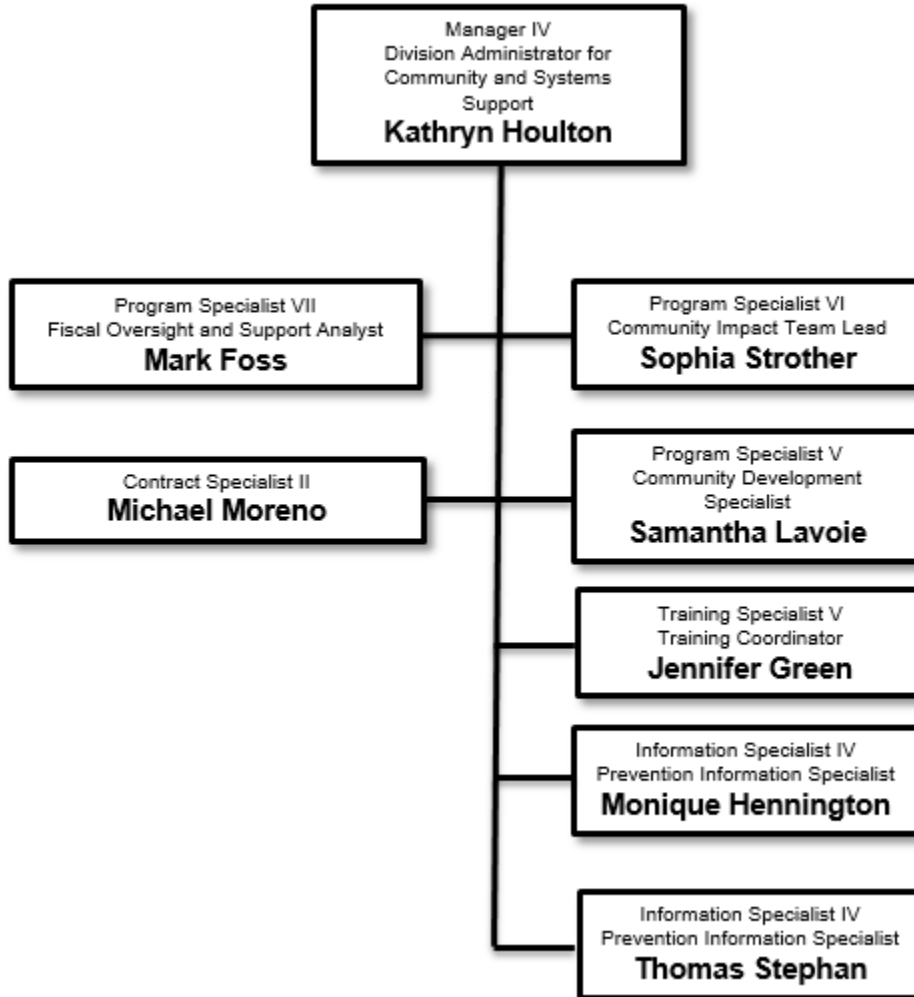 Manager IV
Division Administrator for
Community and Systems
Support
Kathryn Houlton
Program Specialist VII
Fiscal Oversight and Support Analyst
Mark Foss
Program Specialist VI
Community Impact Team Lead
Sophia Strother
Contract Specialist II
Michael Moreno
Program Specialist V
Community Development
Specialist
Samantha Lavoie
Training Specialist V
Training Coordinator
Jennifer Green
Information Specialist IV
Prevention Information Specialist
Monique Hennington
Information Specialist IV
Prevention Information Specialist
Thomas Stephan